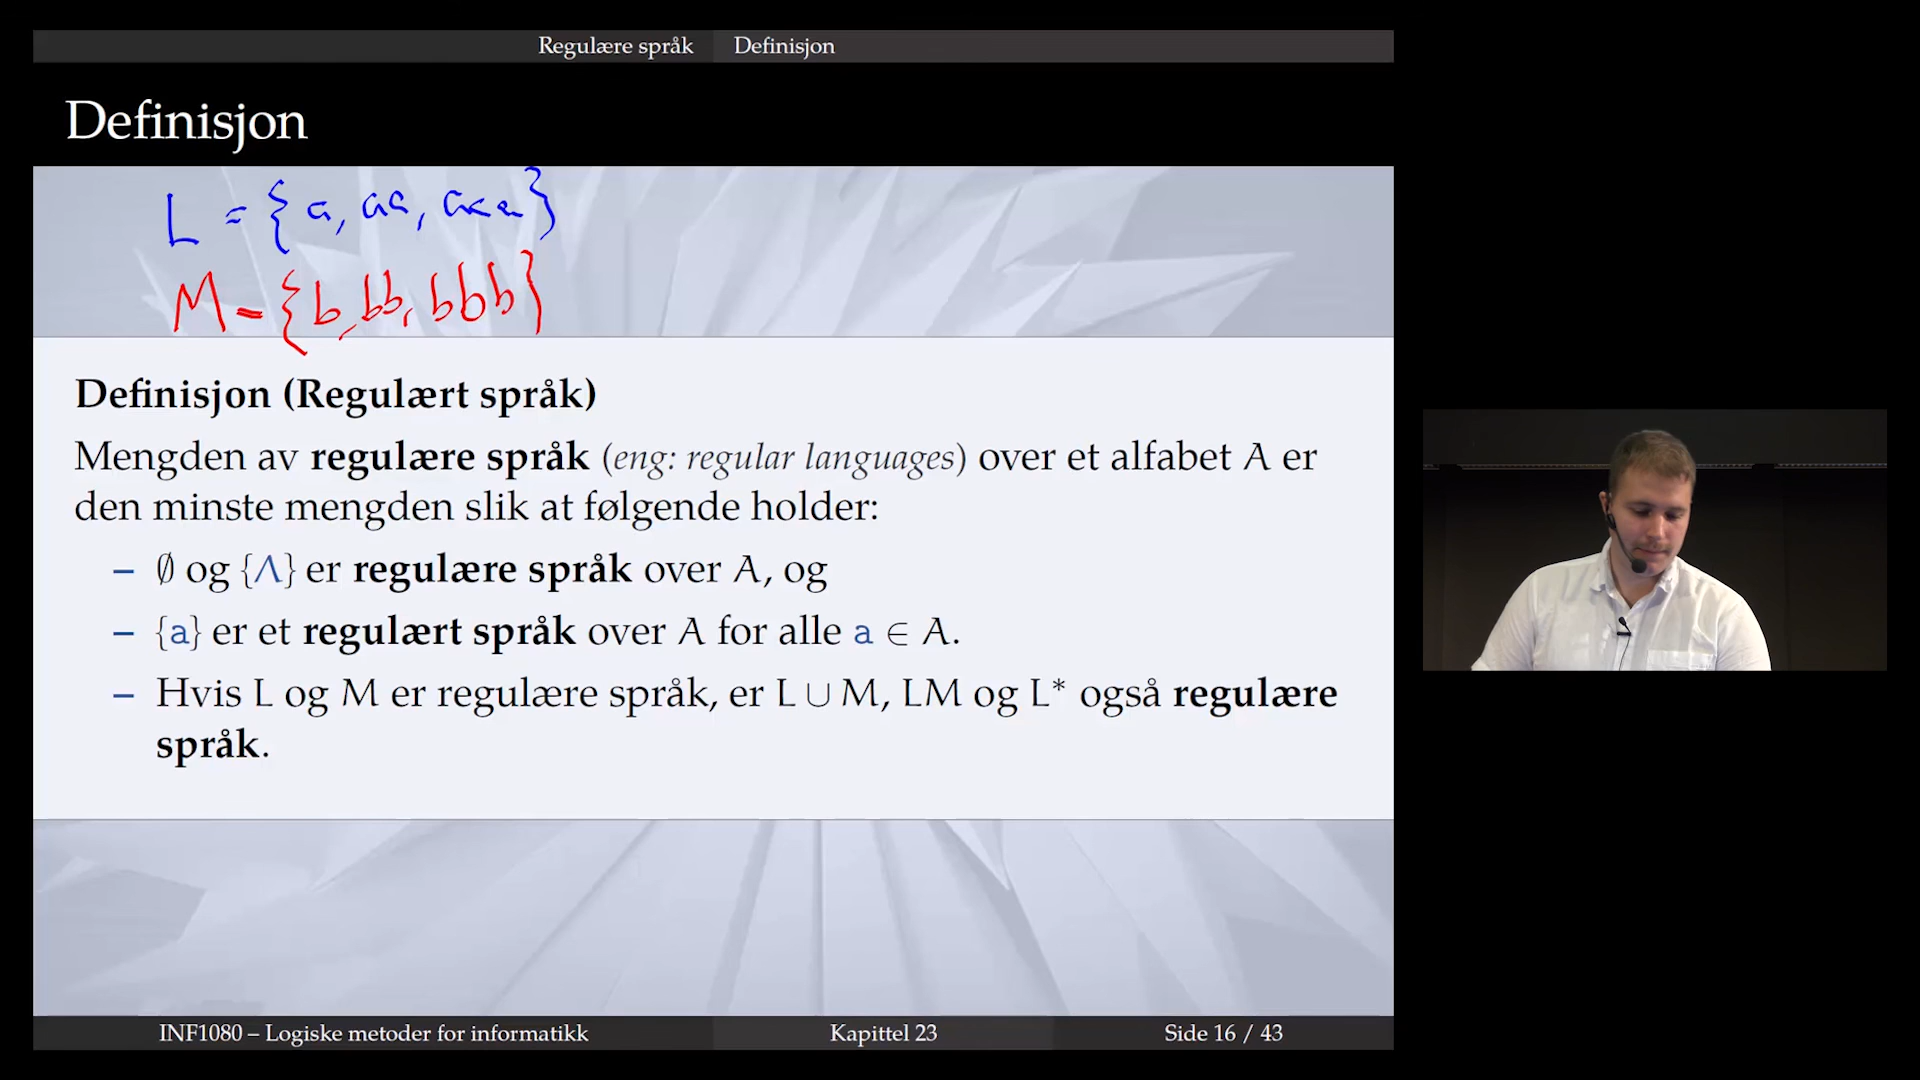 Regulære språk Definisjon
Definisjon
L = {a, aa, aaa}
M = {b, bb, bbb}
Definisjon (Regulært språk)
Mengden av regulære språk (eng: regular languages) over et alfabet A er
den minste mengden slik at følgende holder:
– ∅ og {Λ} er regulære språk over A, og
– {a} er et regulært språk over A for alle a ∈ A.
– Hvis L og M er regulære språk, er L ∪ M, LM og L* også regulære
språk.
INF1080 – Logiske metoder for informatikk Kapittel 23 Side 16 / 43